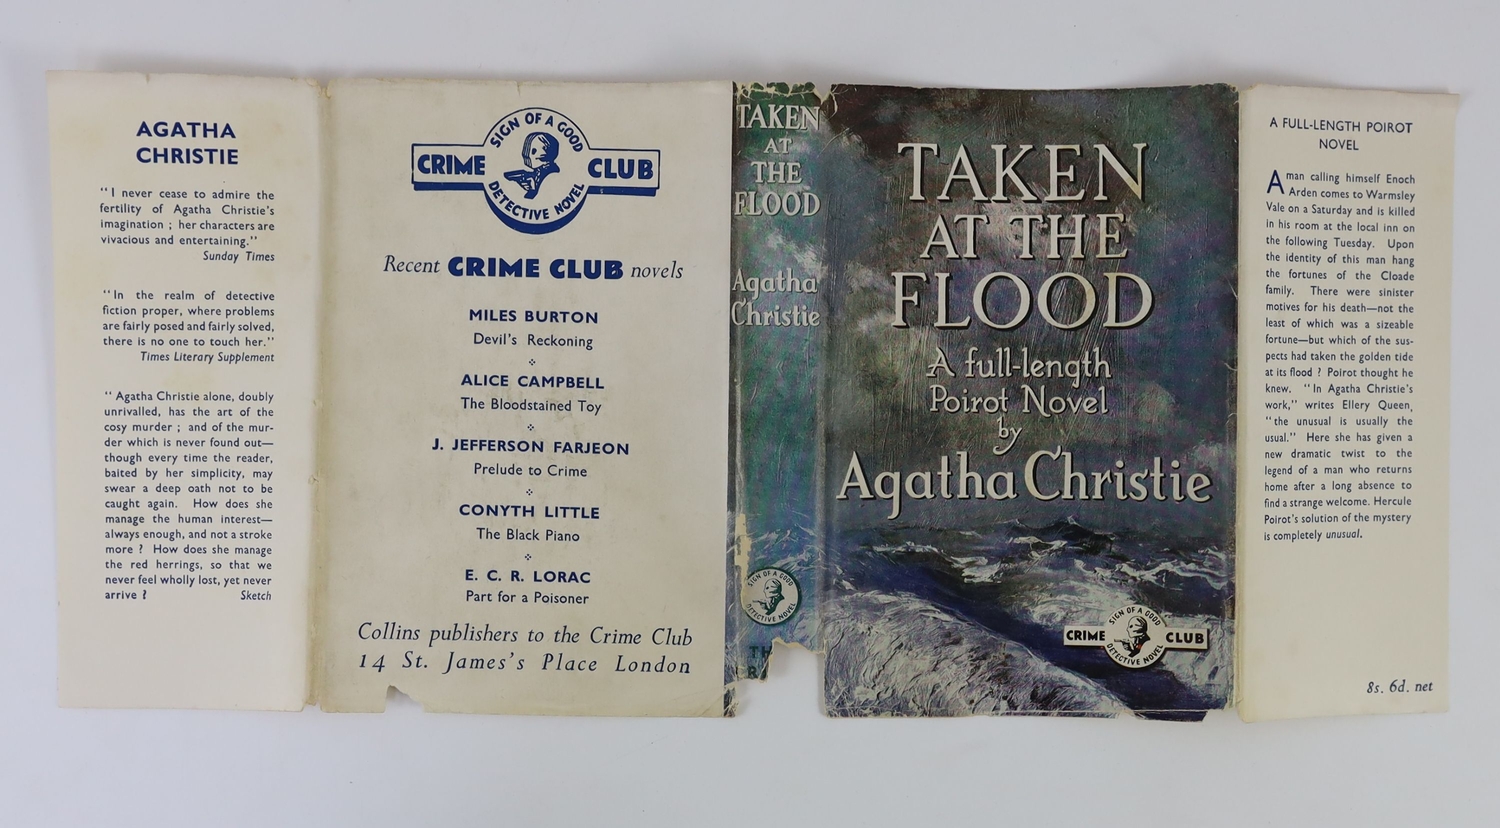 AGATHA
CHRISTIE
"I never cease to admire the
fertility of Agatha Christie's
imagination ; her characters are
vivacious and entertaining."
Sunday Times
"In the realm of detective
fiction proper, where problems
are fairly posed and fairly solved,
there is no one to touch her."
Times Literary Supplement
"Agatha Christie alone, doubly
unrivalled, has the art of the
cosy murder ; and of the mur-
der which is never found out—
though every time the reader,
baited by her simplicity, may
swear a deep oath not to be
caught again. How does she
manage the human interest—
always enough, and not a stroke
more ? How does she manage
the red herrings, so that we
never feel wholly lost, yet never
arrive ? Sketch
SIGN OF A GOOD
CRIME CLUB
DETECTIVE NOVEL
Recent CRIME CLUB novels
MILES BURTON
Devil's Reckoning
ALICE CAMPBELL
The Bloodstained Toy
J. JEFFERSON FARJEON
Prelude to Crime
CONYTH LITTLE
The Black Piano
E. C. R. LORAC
Part for a Poisoner
Collins publishers to the Crime Club
14 St. James's Place London
TAKEN
AT
THE
FLOOD
Agatha
Christie
SIGN OF A GOOD
DETECTIVE NOVEL
TH
TAKEN
AT THE
FLOOD
A full-length
Poirot Novel
by
Agatha Christie
SIGN OF A GOOD
CRIME CLUB
DETECTIVE NOVEL
A FULL-LENGTH POIROT
NOVEL
A man calling himself Enoch
Arden comes to Warmsley
Vale on a Saturday and is killed
in his room at the local inn on
the following Tuesday. Upon
the identity of this man hang
the fortunes of the Cloade
family. There were sinister
motives for his death—not the
least of which was a sizeable
fortune—but which of the sus-
pects had taken the golden tide
at its flood ? Poirot thought he
knew. "In Agatha Christie's
work," writes Ellery Queen,
"the unusual is usually the
usual." Here she has given a
new dramatic twist to the
legend of a man who returns
home after a long absence to
find a strange welcome. Hercule
Poirot's solution of the mystery
is completely unusual.
8s. 6d. net